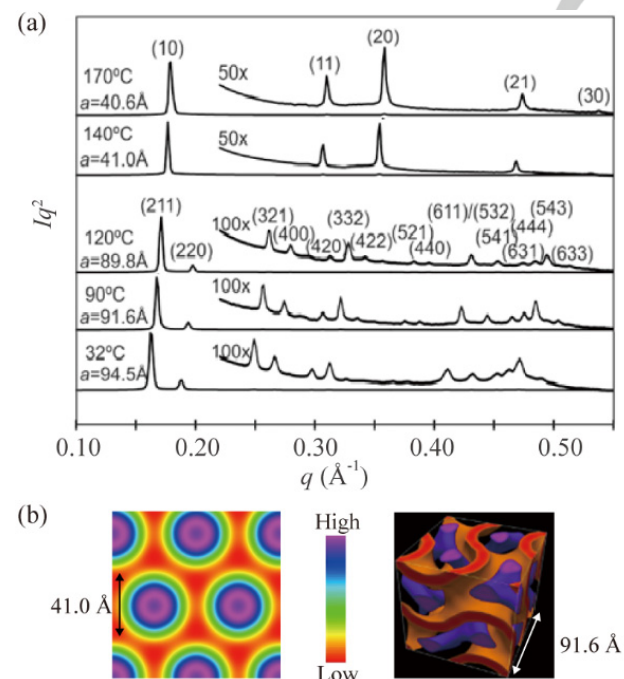 (a)
(10)
(20)
170ºC
50x
(11)
(21)
(30)
a=40.6Å
140ºC
50x
a=41.0Å
(211)
(611)/(532)
(543)
(332)
(321)
(521)
(444)
120ºC
(220)
100x
(400)
(422)
(541)
a=89.8Å
(420)
(440)
(631)
(633)
90ºC
100x
a=91.6Å
32ºC
100x
a=94.5Å
Iq²
0.10
0.20
0.30
0.40
0.50
q (Å⁻¹)
(b)
High
41.0 Å
91.6 Å
Low